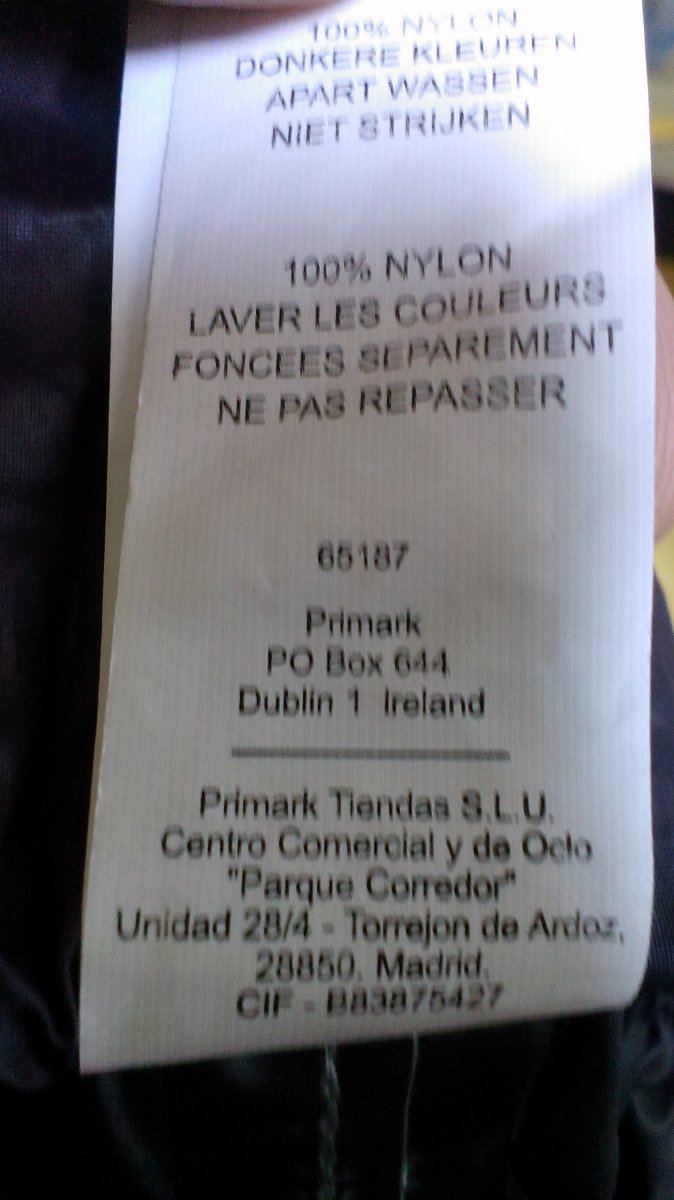 100% NYLON
DONKERE KLEUREN
APART WASSEN
NIET STRIJKEN
100% NYLON
LAVER LES COULEURS
FONCEES SEPAREMENT
NE PAS REPASSER
65187
Primark
PO Box 644
Dublin 1 Ireland
Primark Tiendas S.L.U.
Centro Comercial y de Ocio
"Parque Corredor"
Unidad 28/4 - Torrejon de Ardoz,
28850. Madrid.
CIF - B83875427